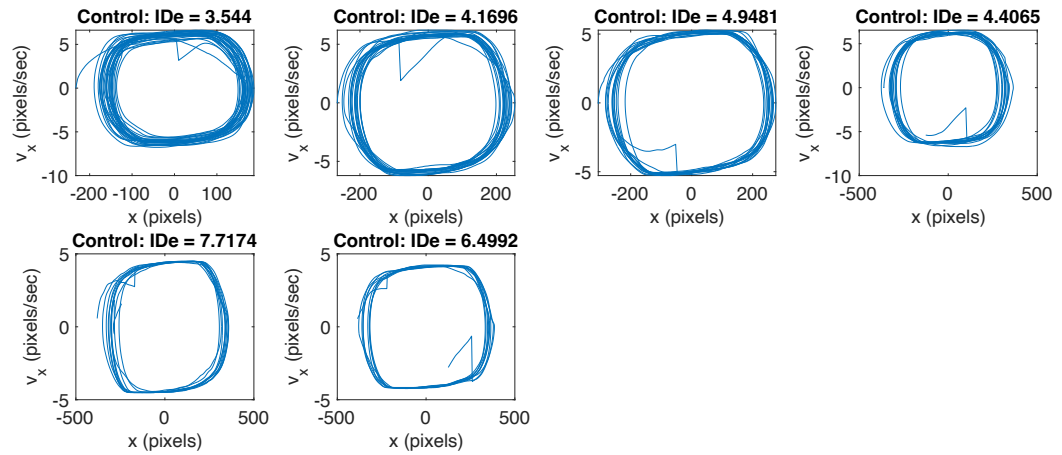 Control: IDe = 3.544
Control: IDe = 4.1696
Control: IDe = 4.9481
Control: IDe = 4.4065
v_x (pixels/sec)
5
0
-5
-10
-200
-100
0
100
x (pixels)
v_x (pixels/sec)
5
0
-5
-200
0
200
x (pixels)
v_x (pixels/sec)
5
0
-5
-200
0
200
x (pixels)
v_x (pixels/sec)
5
0
-5
-10
-500
0
500
x (pixels)
Control: IDe = 7.7174
Control: IDe = 6.4992
v_x (pixels/sec)
5
0
-5
-500
0
500
x (pixels)
v_x (pixels/sec)
5
0
-5
-500
0
500
x (pixels)